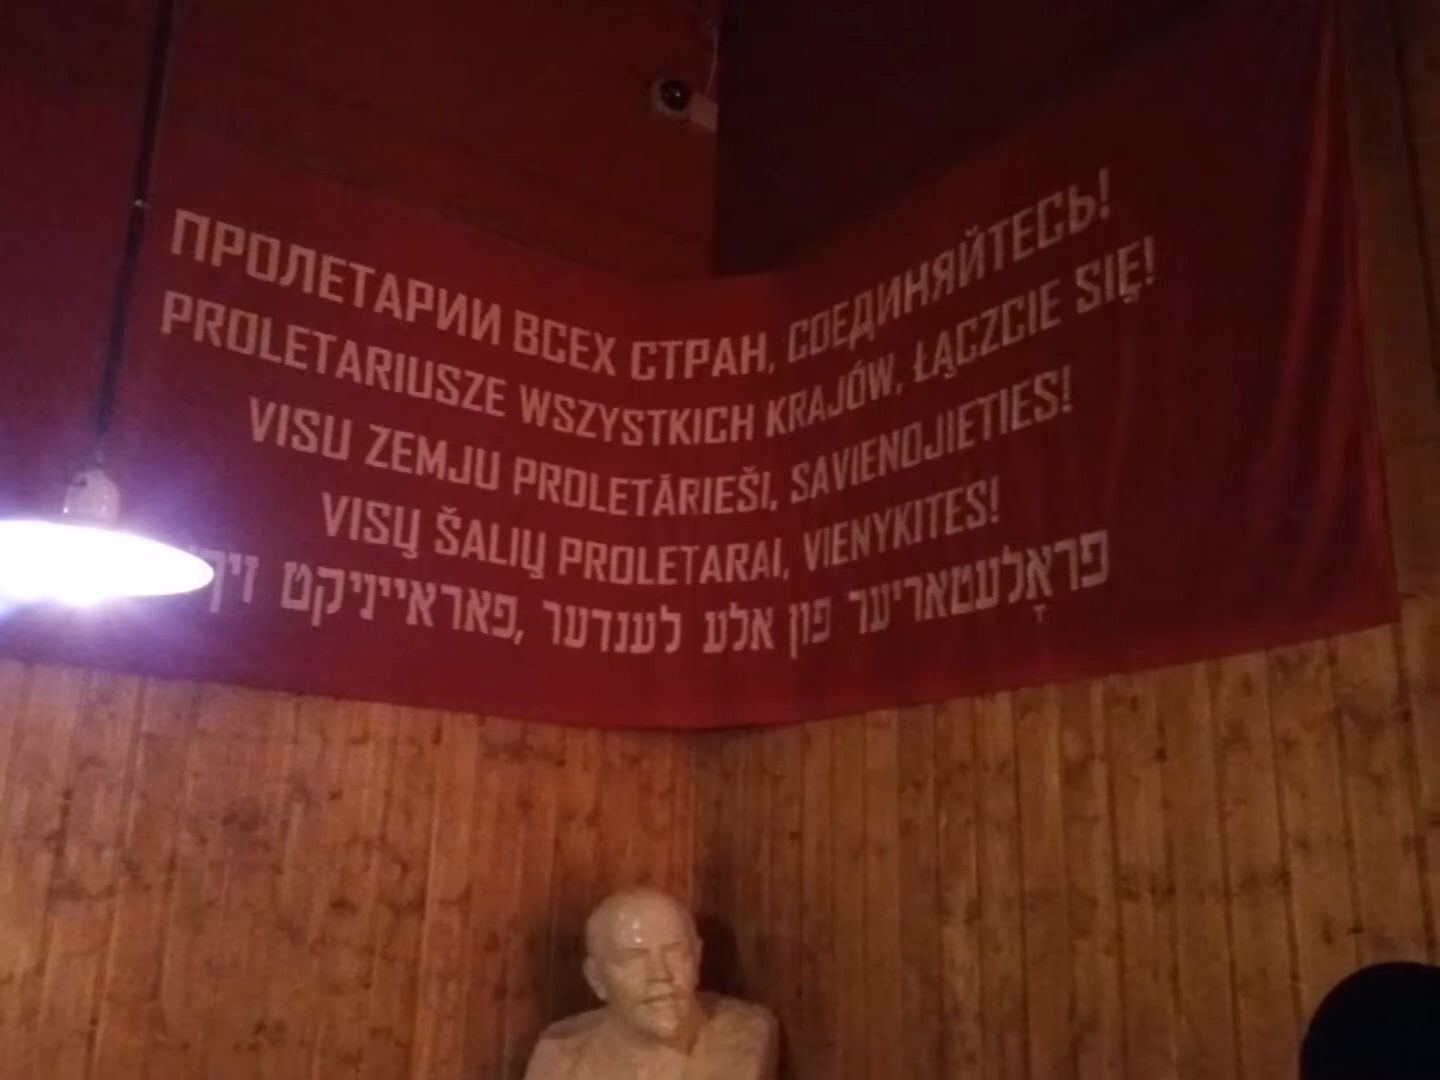 ПРОЛЕТАРИИ ВСЕХ СТРАН, СОЕДИНЯЙТЕСЬ!
PROLETARIUSZE WSZYSTKICH KRAJÓW, ŁĄCZCIE SIĘ!
VISU ZEMJU PROLETĀRIEŠI, SAVIENOJIETIES!
VISŲ ŠALIŲ PROLETARAI, VIENYKITES!
פראָלעטאריער פון אלע לענדער, פאראייניקט זיך